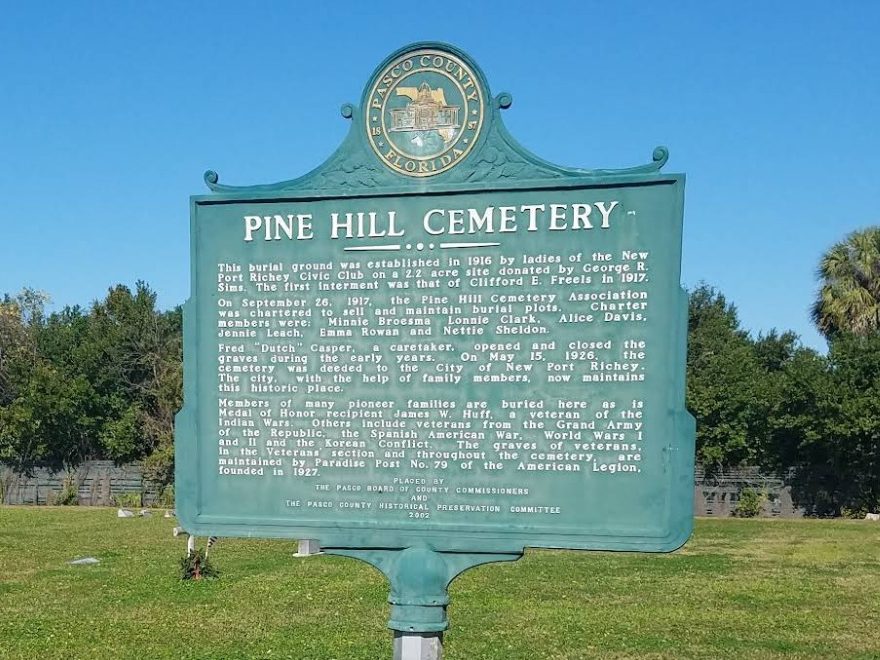 PASCO COUNTY
18 87
FLORIDA
PINE HILL CEMETERY
This burial ground was established in 1916 by ladies of the New
Port Richey Civic Club on a 2.2 acre site donated by George R.
Sims. The first interment was that of Clifford E. Freels in 1917.
On September 26, 1917, the Pine Hill Cemetery Association
was chartered to sell and maintain burial plots. Charter
members were: Minnie Broesma Lonnie Clark, Alice Davis,
Jennie Leach, Emma Rowan and Nettie Sheldon.
Fred "Dutch" Casper, a caretaker, opened and closed the
graves during the early years. On May 15, 1926, the
cemetery was deeded to the City of New Port Richey.
The city, with the help of family members, now maintains
this historic place.
Members of many pioneer families are buried here as is
Medal of Honor recipient James W. Huff, a veteran of the
Indian Wars. Others include veterans from the Grand Army
of the Republic, the Spanish American War, World Wars I
and II and the Korean Conflict. The graves of veterans,
in the Veterans' section and throughout the cemetery, are
maintained by Paradise Post No. 79 of the American Legion,
founded in 1927.
PLACED BY
THE PASCO BOARD OF COUNTY COMMISSIONERS
AND
THE PASCO COUNTY HISTORICAL PRESERVATION COMMITTEE
2002